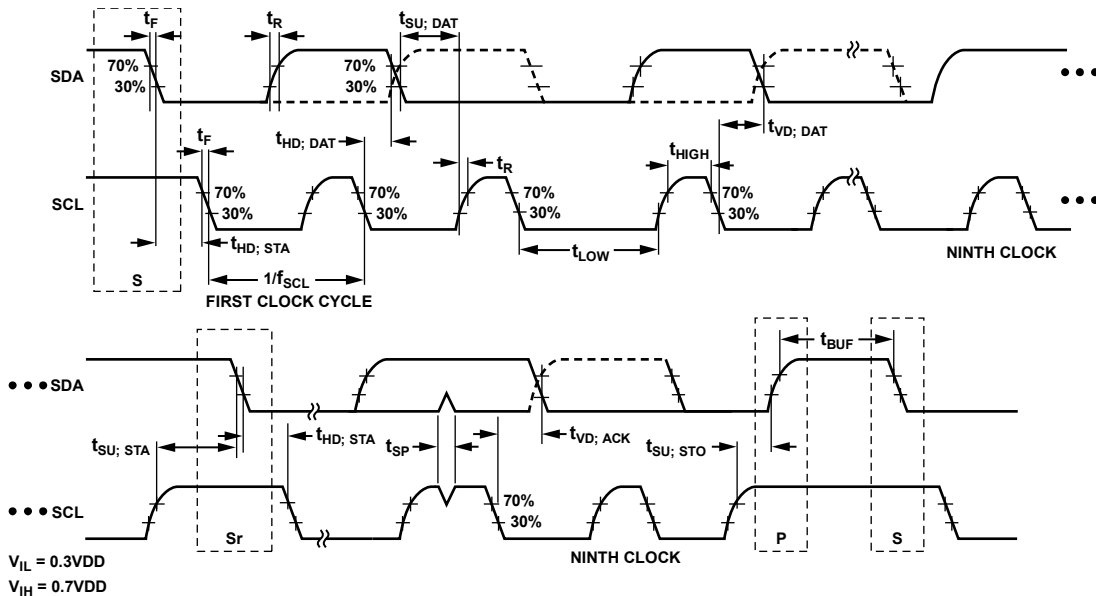 tF tR tSU; DAT
SDA 70% 30% 70% 30% •••
tHD; DAT tVD; DAT
tF tR tHIGH
SCL 70% 30% 70% 30% 70% 30% •••
tHD; STA tLOW NINTH CLOCK
S 1/fSCL
FIRST CLOCK CYCLE
tBUF
•••SDA
tSU; STA tHD; STA tSP tVD; ACK tSU; STO
•••SCL 70% 30%
Sr NINTH CLOCK P S
VIL = 0.3VDD
VIH = 0.7VDD